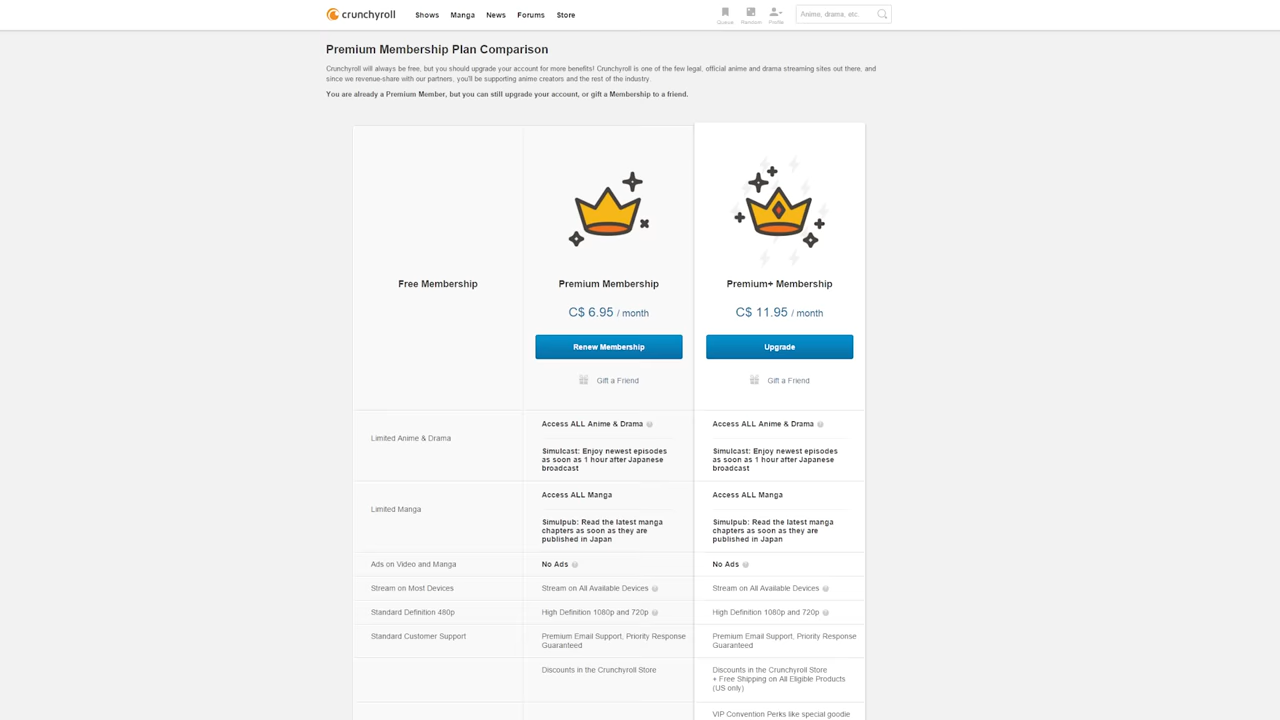 crunchyroll Shows Manga News Forums Store Queue Random Profile Anime, drama, etc.
Premium Membership Plan Comparison
Crunchyroll will always be free, but you should upgrade your account for more benefits! Crunchyroll is one of the few legal, official anime and drama streaming sites out there, and
since we revenue-share with our partners, you'll be supporting anime creators and the rest of the industry.
You are already a Premium Member, but you can still upgrade your account, or gift a Membership to a friend.
Free Membership
Premium Membership
C$ 6.95 / month
Renew Membership
Gift a Friend
Premium+ Membership
C$ 11.95 / month
Upgrade
Gift a Friend
Limited Anime & Drama
Access ALL Anime & Drama
Simulcast: Enjoy newest episodes
as soon as 1 hour after Japanese
broadcast
Access ALL Anime & Drama
Simulcast: Enjoy newest episodes
as soon as 1 hour after Japanese
broadcast
Limited Manga
Access ALL Manga
Simulpub: Read the latest manga
chapters as soon as they are
published in Japan
Access ALL Manga
Simulpub: Read the latest manga
chapters as soon as they are
published in Japan
Ads on Video and Manga
No Ads
No Ads
Stream on Most Devices
Stream on All Available Devices
Stream on All Available Devices
Standard Definition 480p
High Definition 1080p and 720p
High Definition 1080p and 720p
Standard Customer Support
Premium Email Support, Priority Response
Guaranteed
Premium Email Support, Priority Response
Guaranteed
Discounts in the Crunchyroll Store
Discounts in the Crunchyroll Store
+ Free Shipping on All Eligible Products
(US only)
VIP Convention Perks like special goodie